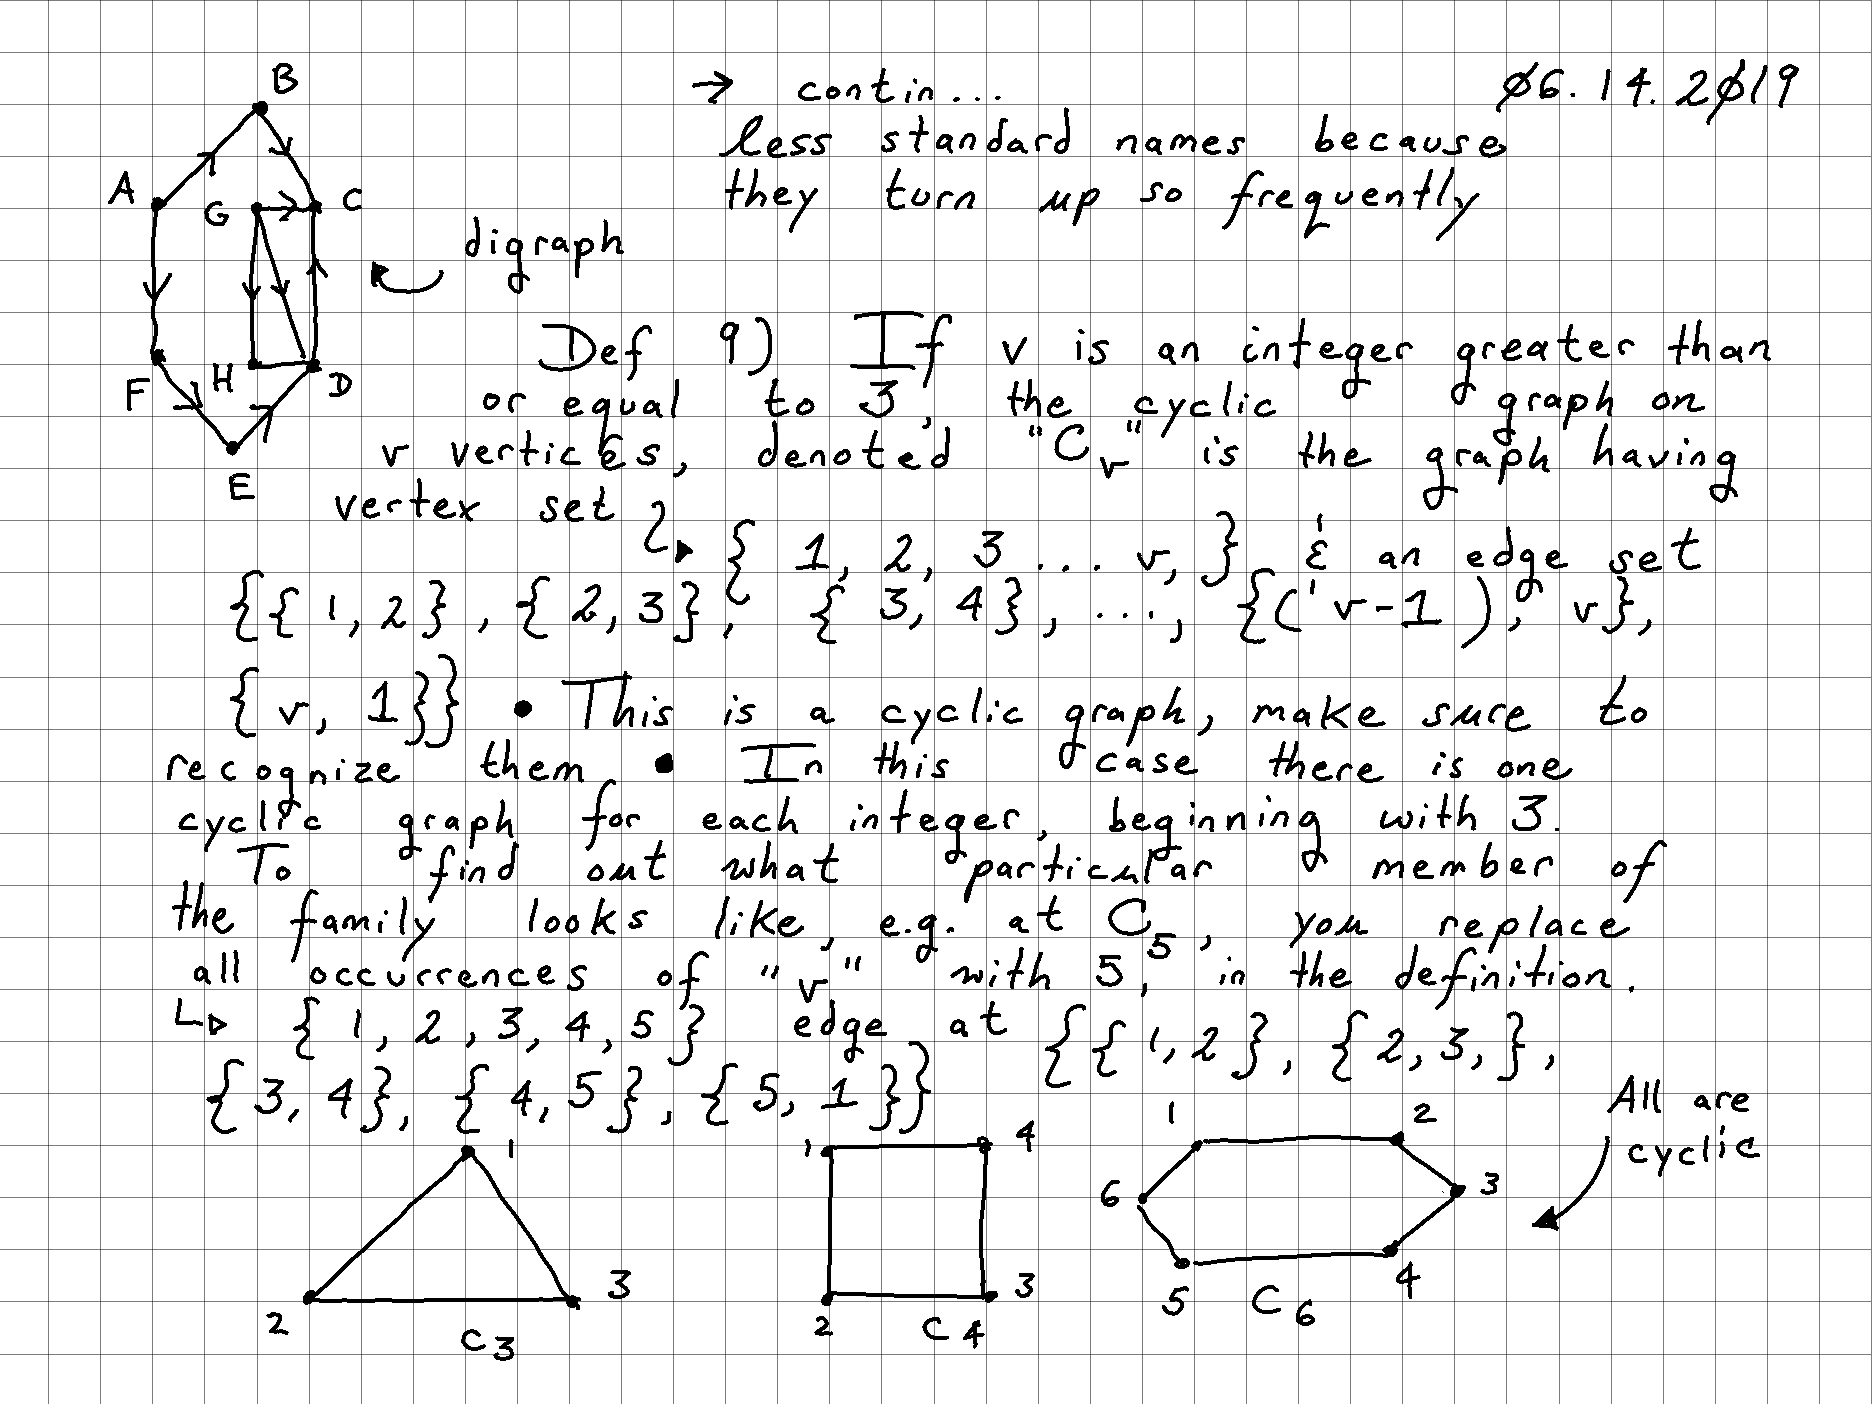 B
→ contin...
Ø6.14.2Ø19
less standard names because
they turn up so frequently
A
G
C
digraph
Def 9) If v is an integer greater than
F
H
D
or equal to 3, the cyclic graph on
v vertices, denoted "Cv" is the graph having
E
vertex set
{ 1, 2, 3 ... v, } & an edge set
{{ 1, 2 }, { 2, 3 }, { 3, 4 }, ..., {( v-1 ), v},
{ v, 1 }} • This is a cyclic graph, make sure to
recognize them • In this case there is one
cyclic graph for each integer, beginning with 3.
To find out what particular member of
the family looks like, e.g. at C5, you replace
all occurrences of "v" with 5, in the definition.
{ 1, 2, 3, 4, 5 } edge at {{ 1, 2 }, { 2, 3, },
{ 3, 4 }, { 4, 5 }, { 5, 1 }}
All are
cyclic
1
2
3
C3
1
4
2
3
C4
1
2
6
3
5
4
C6